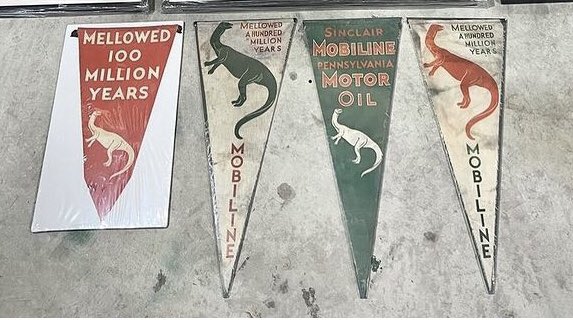 MELLOWED
100
MILLION
YEARS
MELLOWED
A HUNDRED
MILLION
YEARS
MOBILINE
SINCLAIR
MOBILINE
PENNSYLVANIA
MOTOR
OIL
MELLOWED
A HUNDRED
MILLION
YEARS
MOBILINE